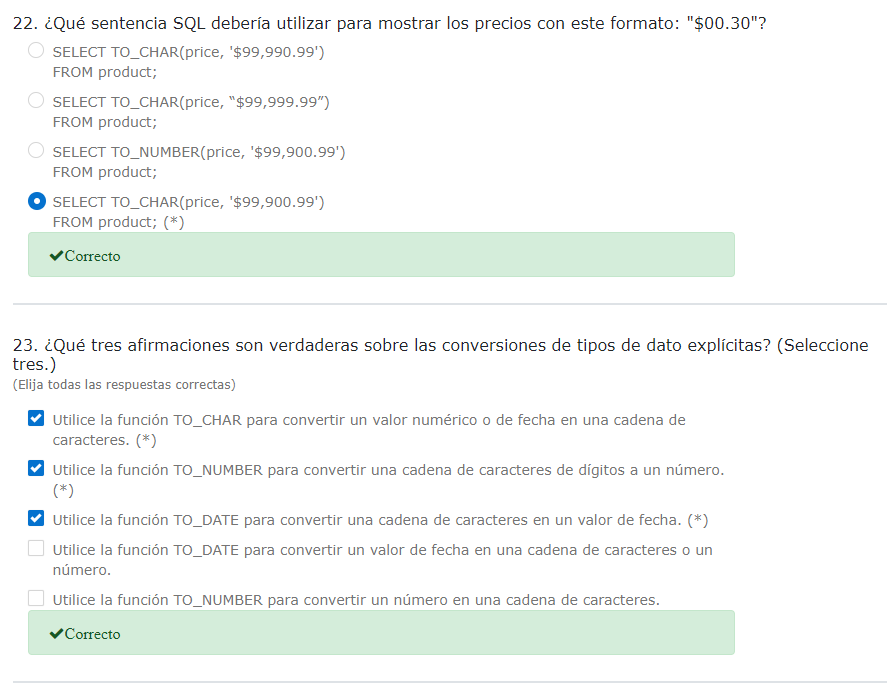 22. ¿Qué sentencia SQL debería utilizar para mostrar los precios con este formato: "$00.30"?
SELECT TO_CHAR(price, '$99,990.99')
FROM product;
SELECT TO_CHAR(price, “$99,999.99”)
FROM product;
SELECT TO_NUMBER(price, '$99,900.99')
FROM product;
SELECT TO_CHAR(price, '$99,900.99')
FROM product; (*)
Correcto
23. ¿Qué tres afirmaciones son verdaderas sobre las conversiones de tipos de dato explícitas? (Seleccione
tres.)
(Elija todas las respuestas correctas)
Utilice la función TO_CHAR para convertir un valor numérico o de fecha en una cadena de
caracteres. (*)
Utilice la función TO_NUMBER para convertir una cadena de caracteres de dígitos a un número.
(*)
Utilice la función TO_DATE para convertir una cadena de caracteres en un valor de fecha. (*)
Utilice la función TO_DATE para convertir un valor de fecha en una cadena de caracteres o un
número.
Utilice la función TO_NUMBER para convertir un número en una cadena de caracteres.
Correcto